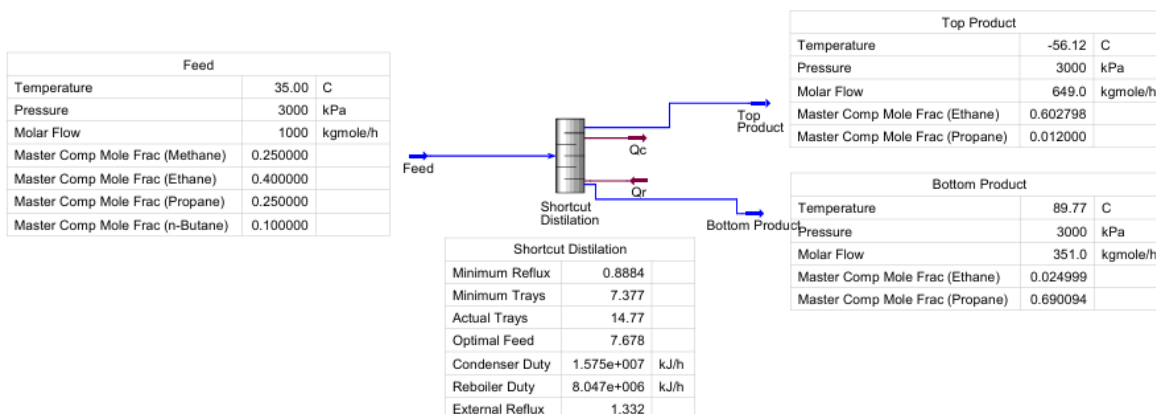 Feed
Temperature 35.00 C
Pressure 3000 kPa
Molar Flow 1000 kgmole/h
Master Comp Mole Frac (Methane) 0.250000
Master Comp Mole Frac (Ethane) 0.400000
Master Comp Mole Frac (Propane) 0.250000
Master Comp Mole Frac (n-Butane) 0.100000
Feed
Qc
Qr
Shortcut
Distilation
Top
Product
Bottom Product
Top Product
Temperature -56.12 C
Pressure 3000 kPa
Molar Flow 649.0 kgmole/h
Master Comp Mole Frac (Ethane) 0.602798
Master Comp Mole Frac (Propane) 0.012000
Bottom Product
Temperature 89.77 C
Pressure 3000 kPa
Molar Flow 351.0 kgmole/h
Master Comp Mole Frac (Ethane) 0.024999
Master Comp Mole Frac (Propane) 0.690094
Shortcut Distilation
Minimum Reflux 0.8884
Minimum Trays 7.377
Actual Trays 14.77
Optimal Feed 7.678
Condenser Duty 1.575e+007 kJ/h
Reboiler Duty 8.047e+006 kJ/h
External Reflux 1.332